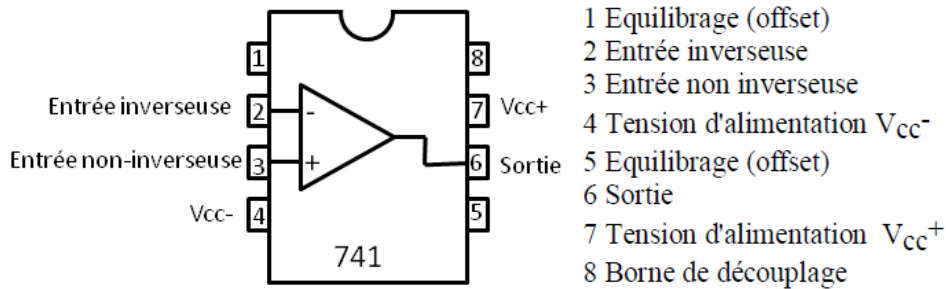 1
8
Entrée inverseuse
2
-
7
Vcc+
Entrée non-inverseuse
3
+
6
Sortie
Vcc-
4
5
741
1 Equilibrage (offset)
2 Entrée inverseuse
3 Entrée non inverseuse
4 Tension d'alimentation Vcc-
5 Equilibrage (offset)
6 Sortie
7 Tension d'alimentation Vcc+
8 Borne de découplage